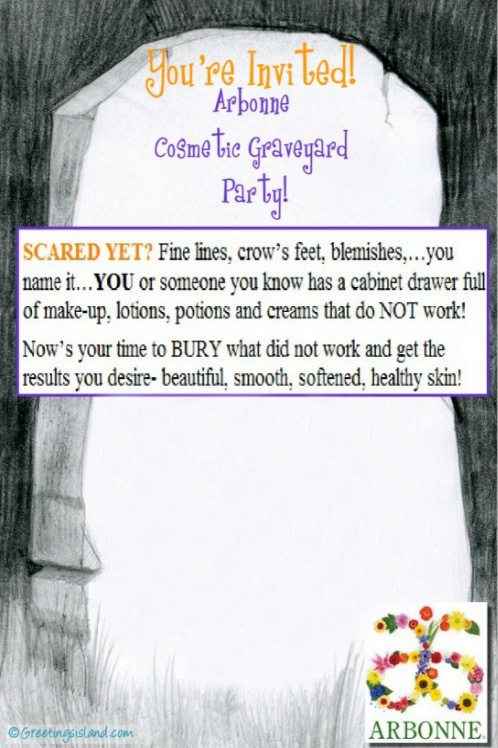 You're Invited!
Arbonne
Cosmetic Graveyard
Party!
SCARED YET? Fine lines, crow's feet, blemishes,…you
name it…YOU or someone you know has a cabinet drawer full
of make-up, lotions, potions and creams that do NOT work!
Now's your time to BURY what did not work and get the
results you desire- beautiful, smooth, softened, healthy skin!
ARBONNE
©Greetingsisland.com